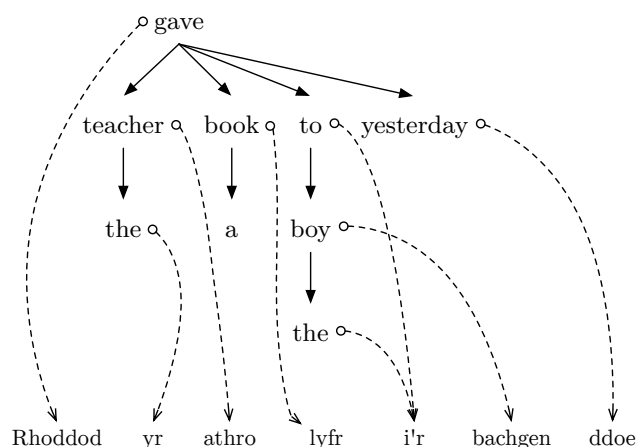 gave
teacher book to yesterday
the a boy
the
Rhoddod yr athro lyfr i'r bachgen ddoe